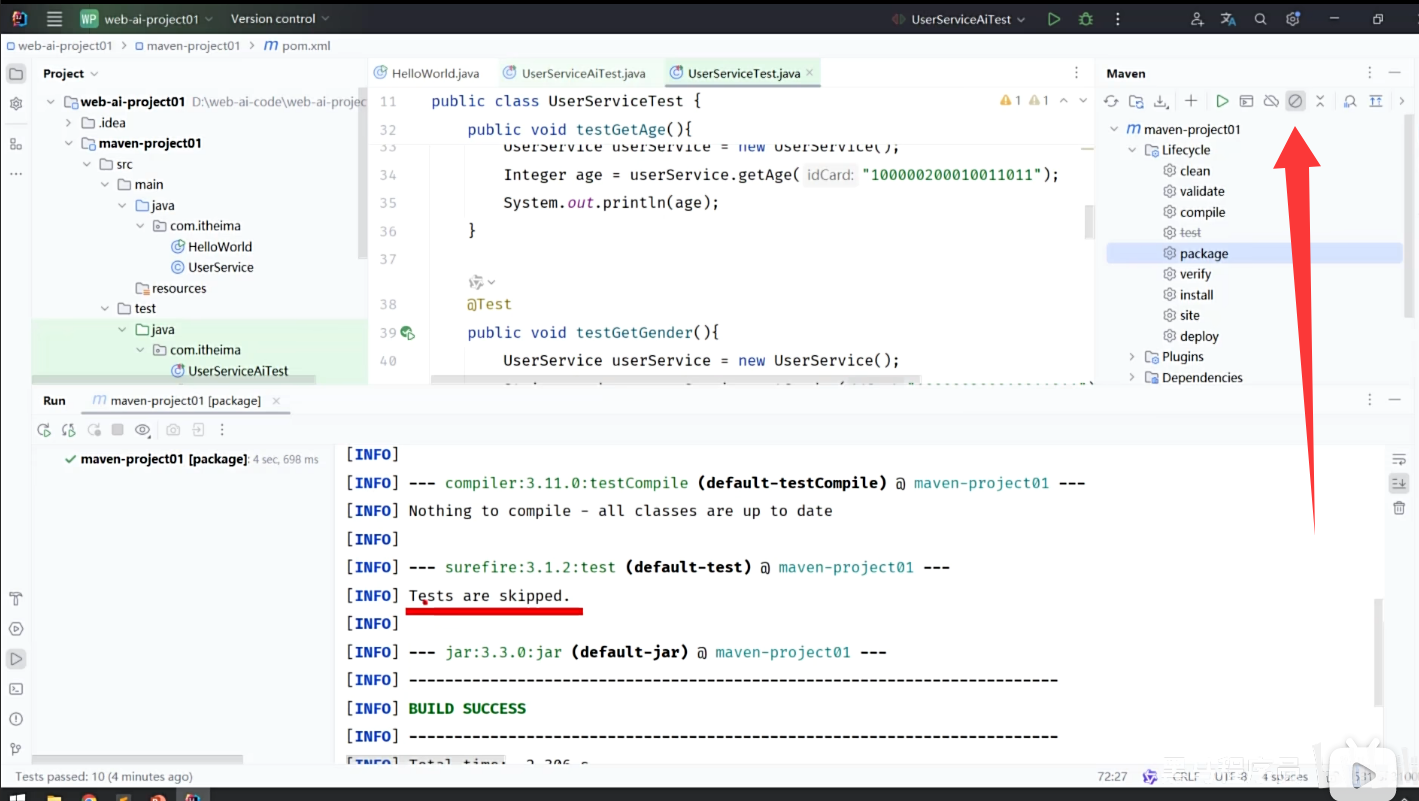 WP web-ai-project01 Version control UserServiceAiTest
web-ai-project01 maven-project01 m pom.xml
Project
web-ai-project01 D:\web-ai-code\web-ai-projec
.idea
maven-project01
src
main
java
com.itheima
HelloWorld
UserService
resources
test
java
com.itheima
UserServiceAiTest
HelloWorld.java UserServiceAiTest.java UserServiceTest.java
11 public class UserServiceTest {
1 1
32 public void testGetAge(){
33 UserService userService = new UserService();
34 Integer age = userService.getAge( idCard: "100000200010011011");
35 System.out.println(age);
36 }
37
38 @Test
39 public void testGetGender(){
40 UserService userService = new UserService();
Maven
m maven-project01
Lifecycle
clean
validate
compile
test
package
verify
install
site
deploy
Plugins
Dependencies
Run m maven-project01 [package]
maven-project01 [package]: 4 sec, 698 ms
[INFO]
[INFO] --- compiler:3.11.0:testCompile (default-testCompile) @ maven-project01 ---
[INFO] Nothing to compile - all classes are up to date
[INFO]
[INFO] --- surefire:3.1.2:test (default-test) @ maven-project01 ---
[INFO] Tests are skipped.
[INFO]
[INFO] --- jar:3.3.0:jar (default-jar) @ maven-project01 ---
[INFO] ------------------------------------------------------------------------
[INFO] BUILD SUCCESS
[INFO] ------------------------------------------------------------------------
[INFO] Total time: 2.306 s
Tests passed: 10 (4 minutes ago)
72:27 CRLF UTF-8 4 spaces